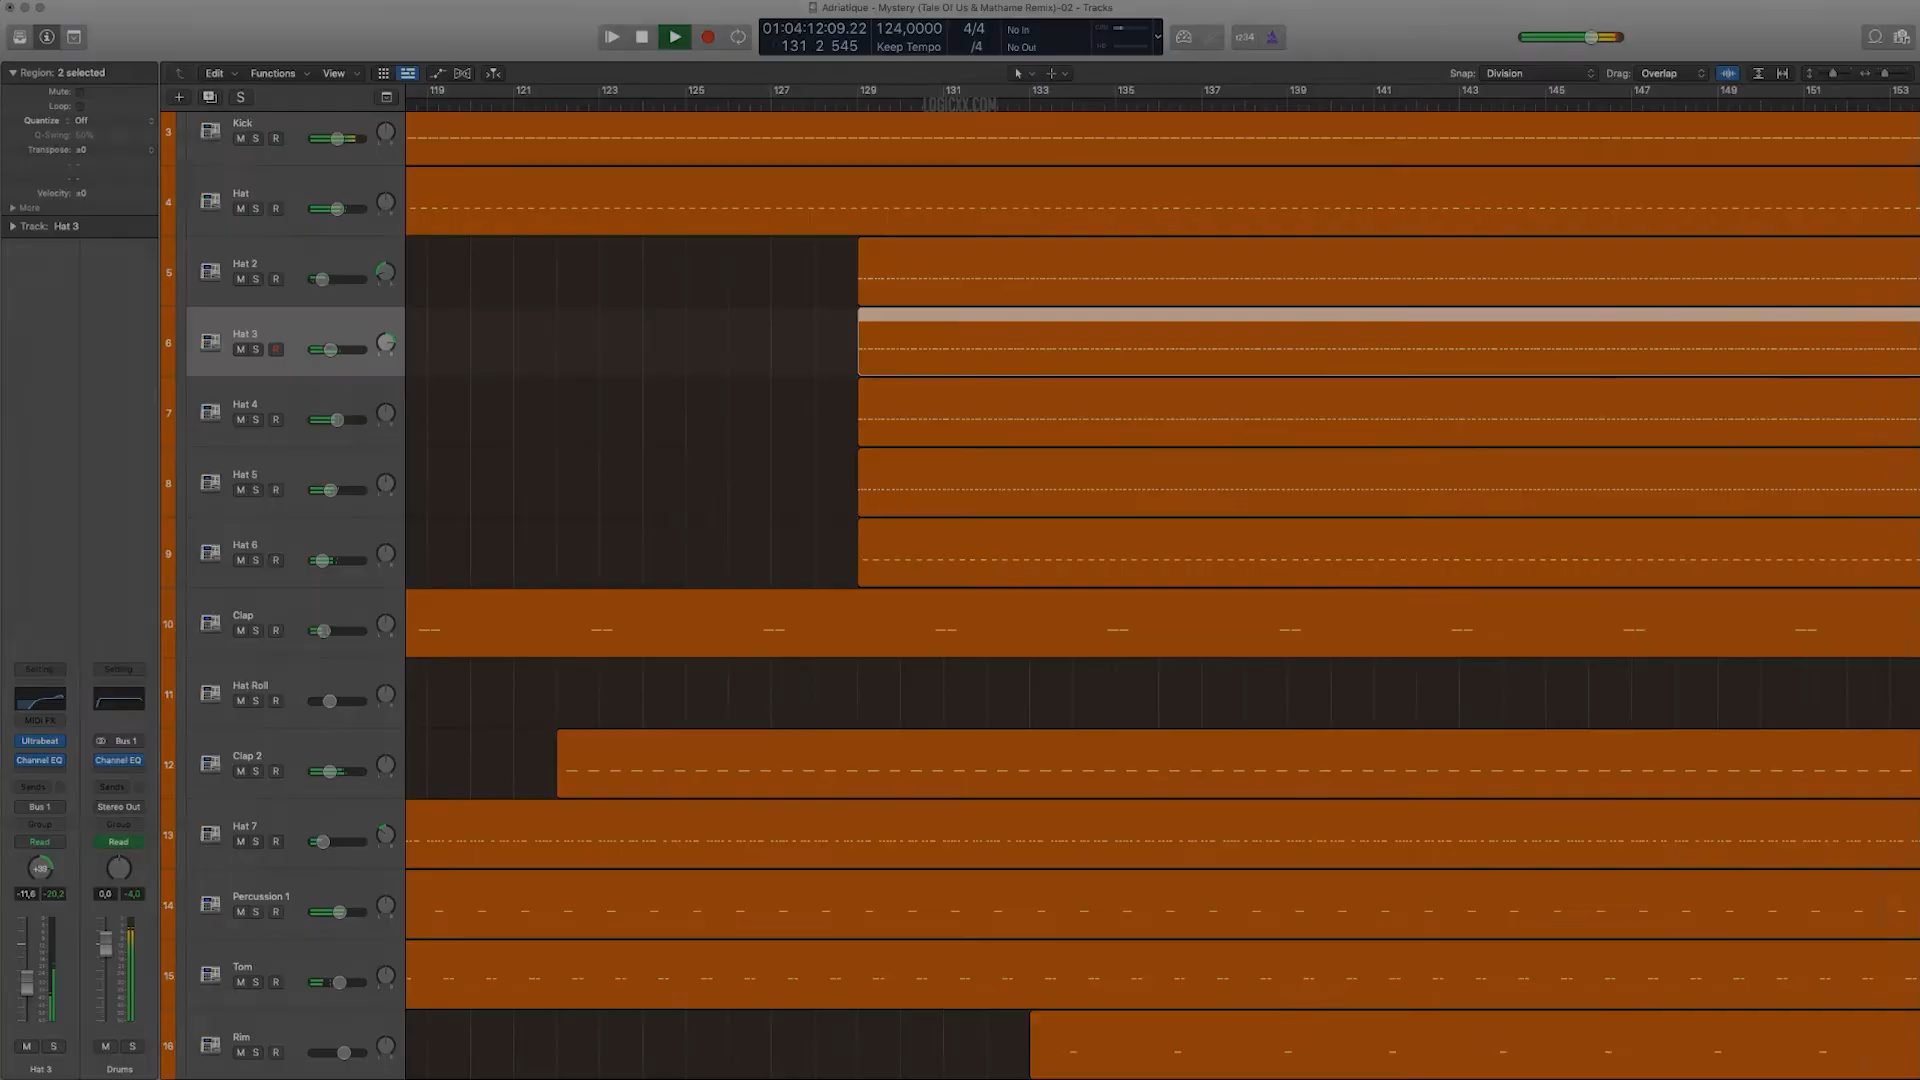 Adriatique - Mystery (Tale Of Us & Mathame Remix)-02 - Tracks
01:04:12:09.22 124,0000 4/4 No In
131 2 545 Keep Tempo /4 No Out
CPU
HD
1234
Region: 2 selected
Edit Functions View
Snap: Division Drag: Overlap
Mute:
Loop:
Quantize Off
Q-Swing: 50%
Transpose: ±0
Velocity: ±0
More
Track: Hat 3
S
119 121 123 125 127 129 131 133 135 137 139 141 143 145 147 149 151 153
LOGICXX.COM
3 Kick
M S R
4 Hat
M S R
5 Hat 2
M S R
6 Hat 3
M S R
7 Hat 4
M S R
8 Hat 5
M S R
9 Hat 6
M S R
10 Clap
M S R
11 Hat Roll
M S R
12 Clap 2
M S R
13 Hat 7
M S R
14 Percussion 1
M S R
15 Tom
M S R
16 Rim
M S R
Setting Setting
MIDI FX
Ultrabeat Bus 1
Channel EQ Channel EQ
Sends Sends
Bus 1 Stereo Out
Group Group
Read Read
+39
-11,6 -20,2 0,0 -4,0
M S M S
Hat 3 Drums